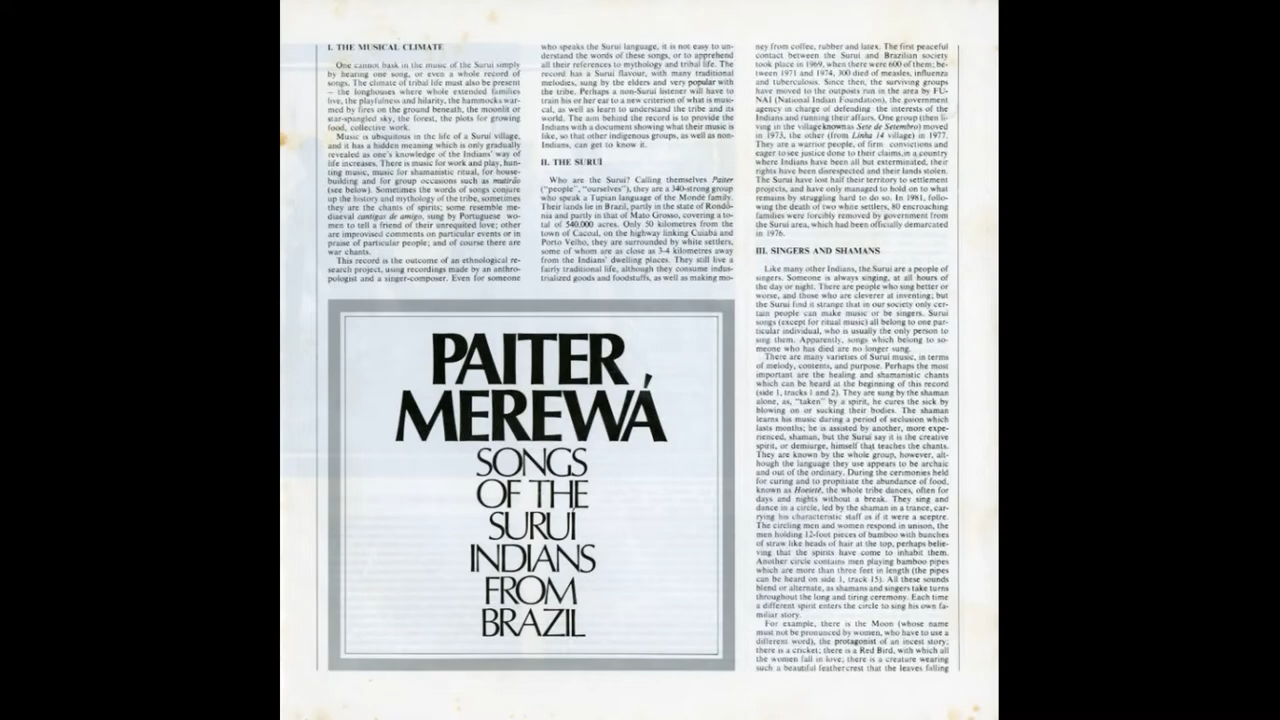 I. THE MUSICAL CLIMATE
One cannot bask in the music of the Suruí simply
by hearing one song, or even a whole record of
songs. The climate of tribal life must also be present
– the longhouses where whole extended families
live, the playfulness and hilarity, the hammocks war-
med by fires on the ground beneath, the moonlit or
star-spangled sky, the forest, the plots for growing
food, collective work.
Music is ubiquitous in the life of a Suruí village,
and it has a hidden meaning which is only gradually
revealed as one's knowledge of the Indians' way of
life increases. There is music for work and play, hun-
ting music, music for shamanistic ritual, for house-
building and for group occasions such as mutirão
(see below). Sometimes the words of songs conjure
up the history and mythology of the tribe, sometimes
they are the chants of spirits; some resemble me-
diaeval cantigas de amigo, sung by Portuguese wo-
men to tell a friend of their unrequited love; other
are improvised comments on particular events or in
praise of particular people; and of course there are
war chants.
This record is the outcome of an ethnological re-
search project, using recordings made by an anthro-
pologist and a singer-composer. Even for someone
who speaks the Suruí language, it is not easy to un-
derstand the words of these songs, or to apprehend
all their references to mythology and tribal life. The
record has a Suruí flavour, with many traditional
melodies, sung by the elders and very popular with
the tribe. Perhaps a non-Suruí listener will have to
train his or her ear to a new criterion of what is musi-
cal, as well as learn to understand the tribe and its
world. The aim behind the record is to provide the
Indians with a document showing what their music is
like, so that other indigenous groups, as well as non-
Indians, can get to know it.
II. THE SURUÍ
Who are the Suruí? Calling themselves Paiter
("people", "ourselves"), they are a 340-strong group
who speak a Tupian language of the Mondé family.
Their lands lie in Brazil, partly in the state of Rondô-
nia and partly in that of Mato Grosso, covering a to-
tal of 540,000 acres. Only 50 kilometres from the
town of Cacoal, on the highway linking Cuiabá and
Porto Velho, they are surrounded by white settlers,
some of whom are as close as 3-4 kilometres away
from the Indians' dwelling places. They still live a
fairly traditional life, although they consume indus-
trialized goods and foodstuffs, as well as making mo-
ney from coffee, rubber and latex. The first peaceful
contact between the Suruí and Brazilian society
took place in 1969, when there were 600 of them; be-
tween 1971 and 1974, 300 died of measles, influenza
and tuberculosis. Since then, the surviving groups
have moved to the outposts run in the area by FU-
NAI (National Indian Foundation), the government
agency in charge of defending the interests of the
Indians and running their affairs. One group (then li-
ving in the village known as Sete de Setembro) moved
in 1973, the other (from Linha 14 village) in 1977.
They are a warrior people, of firm convictions and
eager to see justice done to their claims, in a country
where Indians have been all but exterminated, their
rights have been disrespected and their lands stolen.
The Suruí have lost half their territory to settlement
projects, and have only managed to hold on to what
remains by struggling hard to do so. In 1981, follo-
wing the death of two white settlers, 80 encroaching
families were forcibly removed by government from
the Suruí area, which had been officially demarcated
in 1976.
III. SINGERS AND SHAMANS
Like many other Indians, the Suruí are a people of
singers. Someone is always singing, at all hours of
the day or night. There are people who sing better or
worse, and those who are cleverer at inventing; but
the Suruí find it strange that in our society only cer-
tain people can make music or be singers. Suruí
songs (except for ritual music) all belong to one par-
ticular individual, who is usually the only person to
sing them. Apparently, songs which belong to so-
meone who has died are no longer sung.
There are many varieties of Suruí music, in terms
of melody, contents, and purpose. Perhaps the most
important are the healing and shamanistic chants
which can be heard at the beginning of this record
(side 1, tracks 1 and 2). They are sung by the shaman
alone, as, "taken" by a spirit, he cures the sick by
blowing on or sucking their bodies. The shaman
learns his music during a period of seclusion which
lasts months; he is assisted by another, more expe-
rienced, shaman, but the Suruí say it is the creative
spirit, or demiurge, himself that teaches the chants.
They are known by the whole group, however, alt-
hough the language they use appears to be archaic
and out of the ordinary. During the ceremonies held
for curing and to propitiate the abundance of food,
known as Hoeietê, the whole tribe dances, often for
days and nights without a break. They sing and
dance in a circle, led by the shaman in a trance, car-
rying his characteristic staff as if it were a sceptre.
The circling men and women respond in unison, the
men holding 12-foot pieces of bamboo with bunches
of straw like heads of hair at the top, perhaps belie-
ving that the spirits have come to inhabit them.
Another circle contains men playing bamboo pipes
which are more than three feet in length (the pipes
can be heard on side 1, track 15). All these sounds
blend or alternate, as shamans and singers take turns
throughout the long and tiring ceremony. Each time
a different spirit enters the circle to sing his own fa-
miliar story.
For example, there is the Moon (whose name
must not be pronounced by women, who have to use a
different word), the protagonist of an incest story;
there is a cricket; there is a Red Bird, with which all
the women fall in love; there is a creature wearing
such a beautiful feather crest that the leaves falling
PAITER
MEREWÁ
SONGS
OF THE
SURUÍ
INDIANS
FROM
BRAZIL